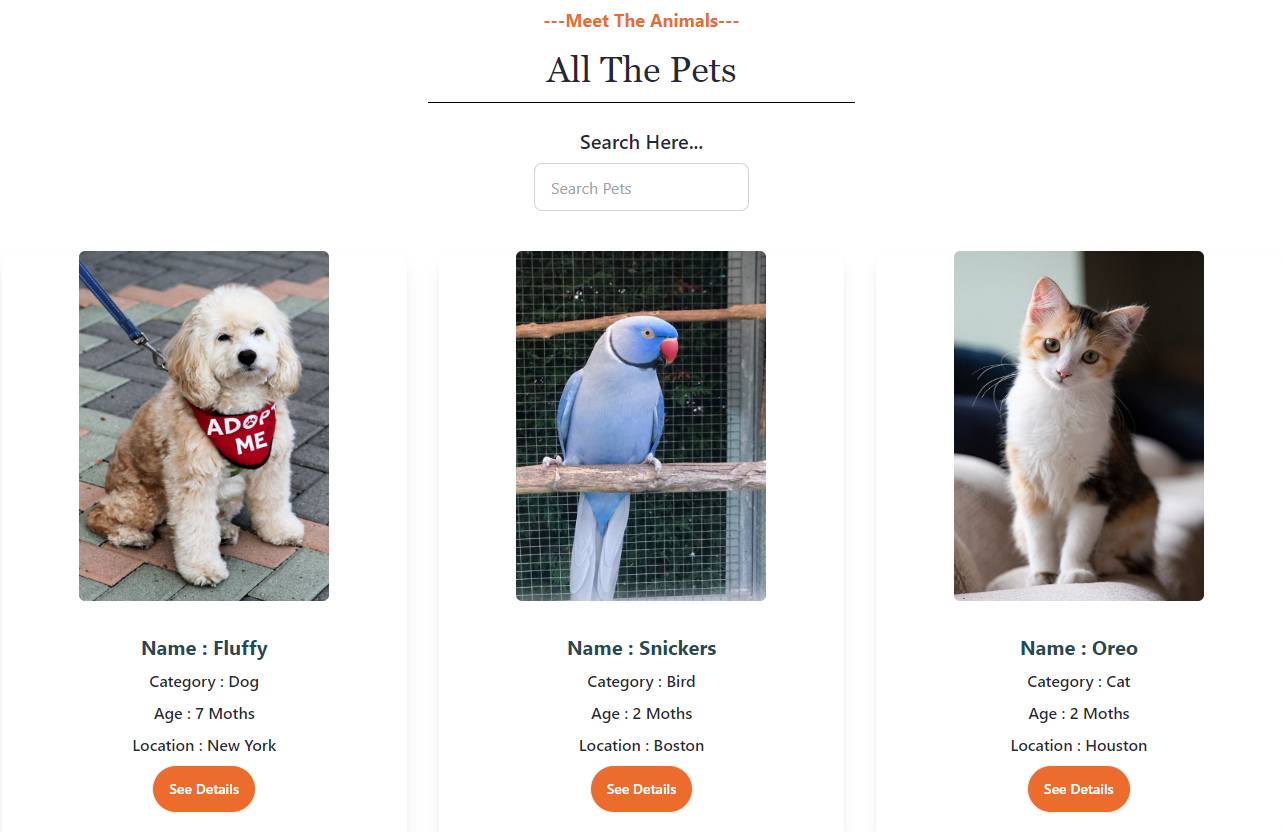 ---Meet The Animals---
All The Pets
Search Here...
Search Pets
ADOPT
ME
Name : Fluffy
Category : Dog
Age : 7 Moths
Location : New York
See Details
Name : Snickers
Category : Bird
Age : 2 Moths
Location : Boston
See Details
Name : Oreo
Category : Cat
Age : 2 Moths
Location : Houston
See Details